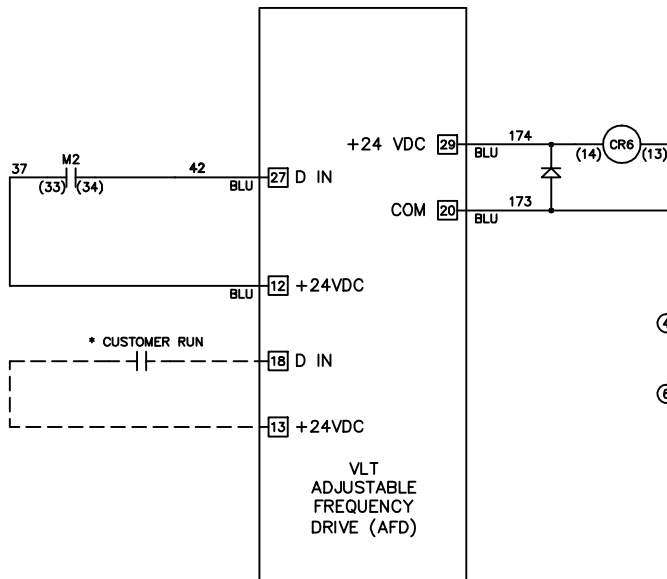 +24 VDC 29 174 CR6
BLU (14) (13)
37 M2 42
(33) (34) BLU 27 D IN
COM 20 173
BLU
BLU 12 +24VDC
* CUSTOMER RUN
18 D IN
13 +24VDC
VLT
ADJUSTABLE
FREQUENCY
DRIVE (AFD)